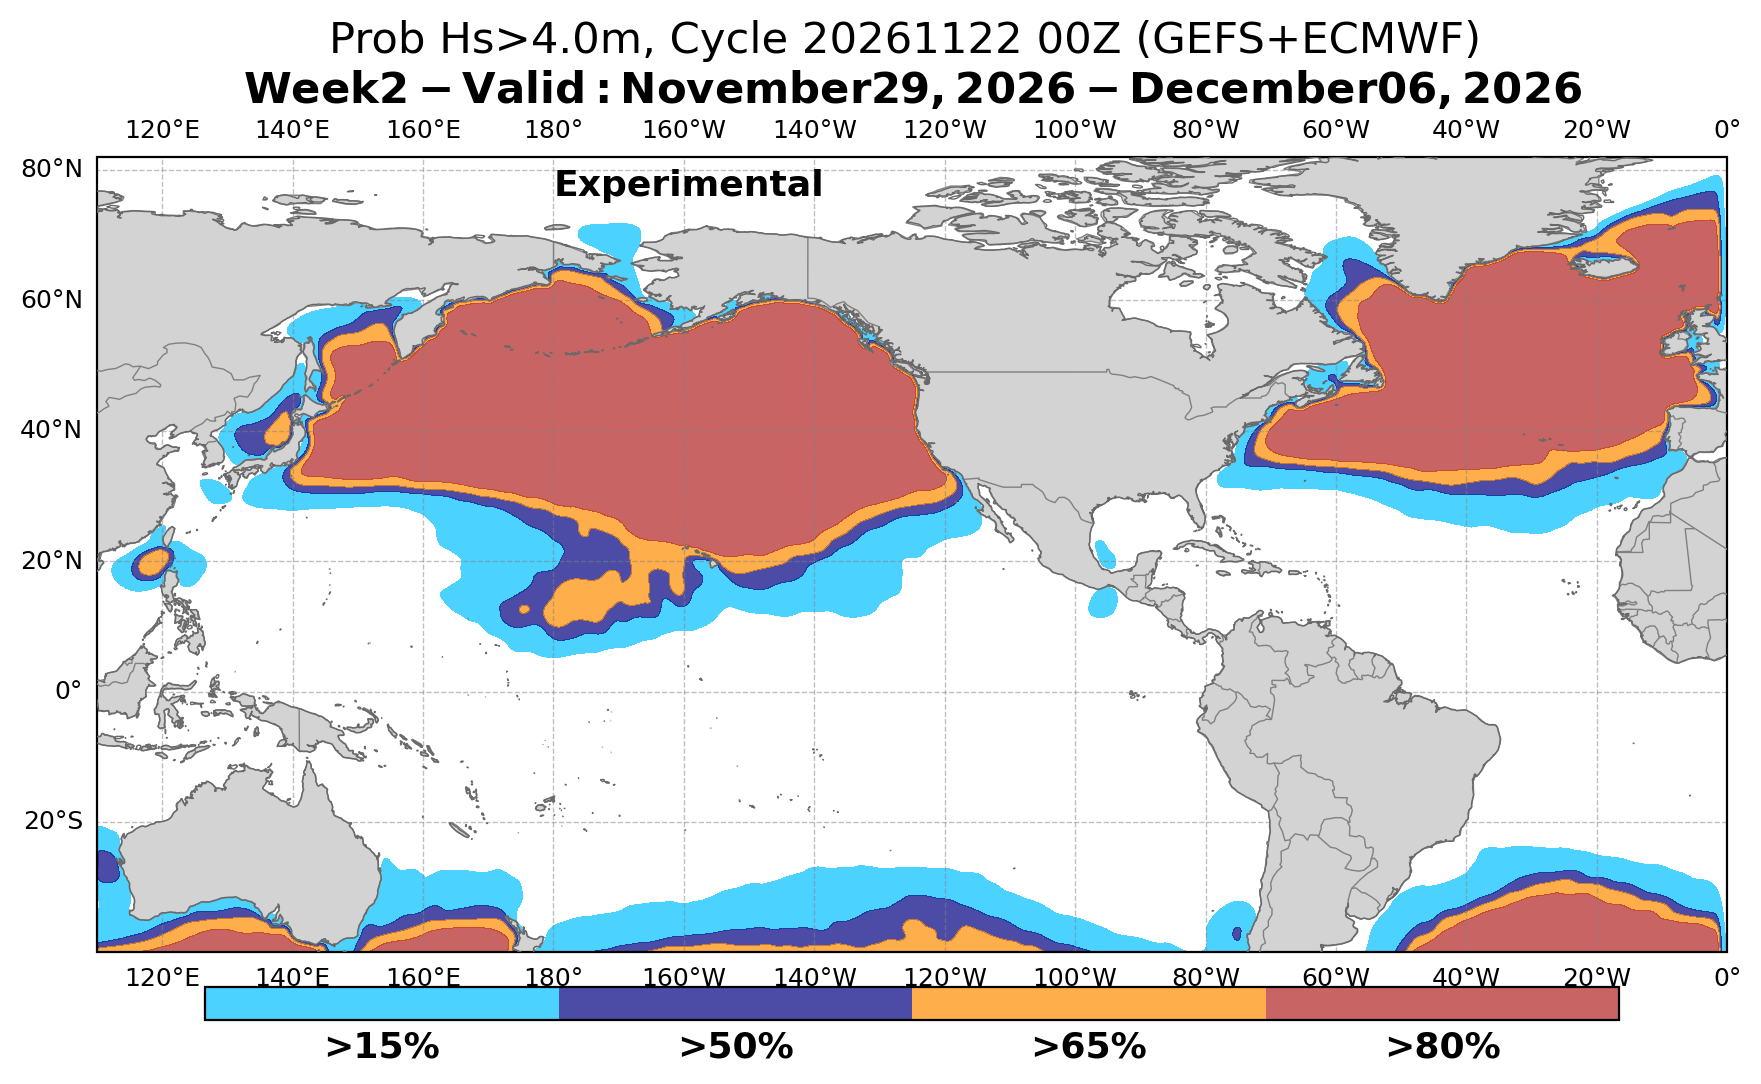 Prob Hs>4.0m, Cycle 20261122 00Z (GEFS+ECMWF)
Week2 − Valid : November29, 2026 − December06, 2026
120°E 140°E 160°E 180° 160°W 140°W 120°W 100°W 80°W 60°W 40°W 20°W 0°
80°N
Experimental
60°N
40°N
20°N
0°
20°S
120°E 140°E 160°E 180° 160°W 140°W 120°W 100°W 80°W 60°W 40°W 20°W 0°
>15% >50% >65% >80%